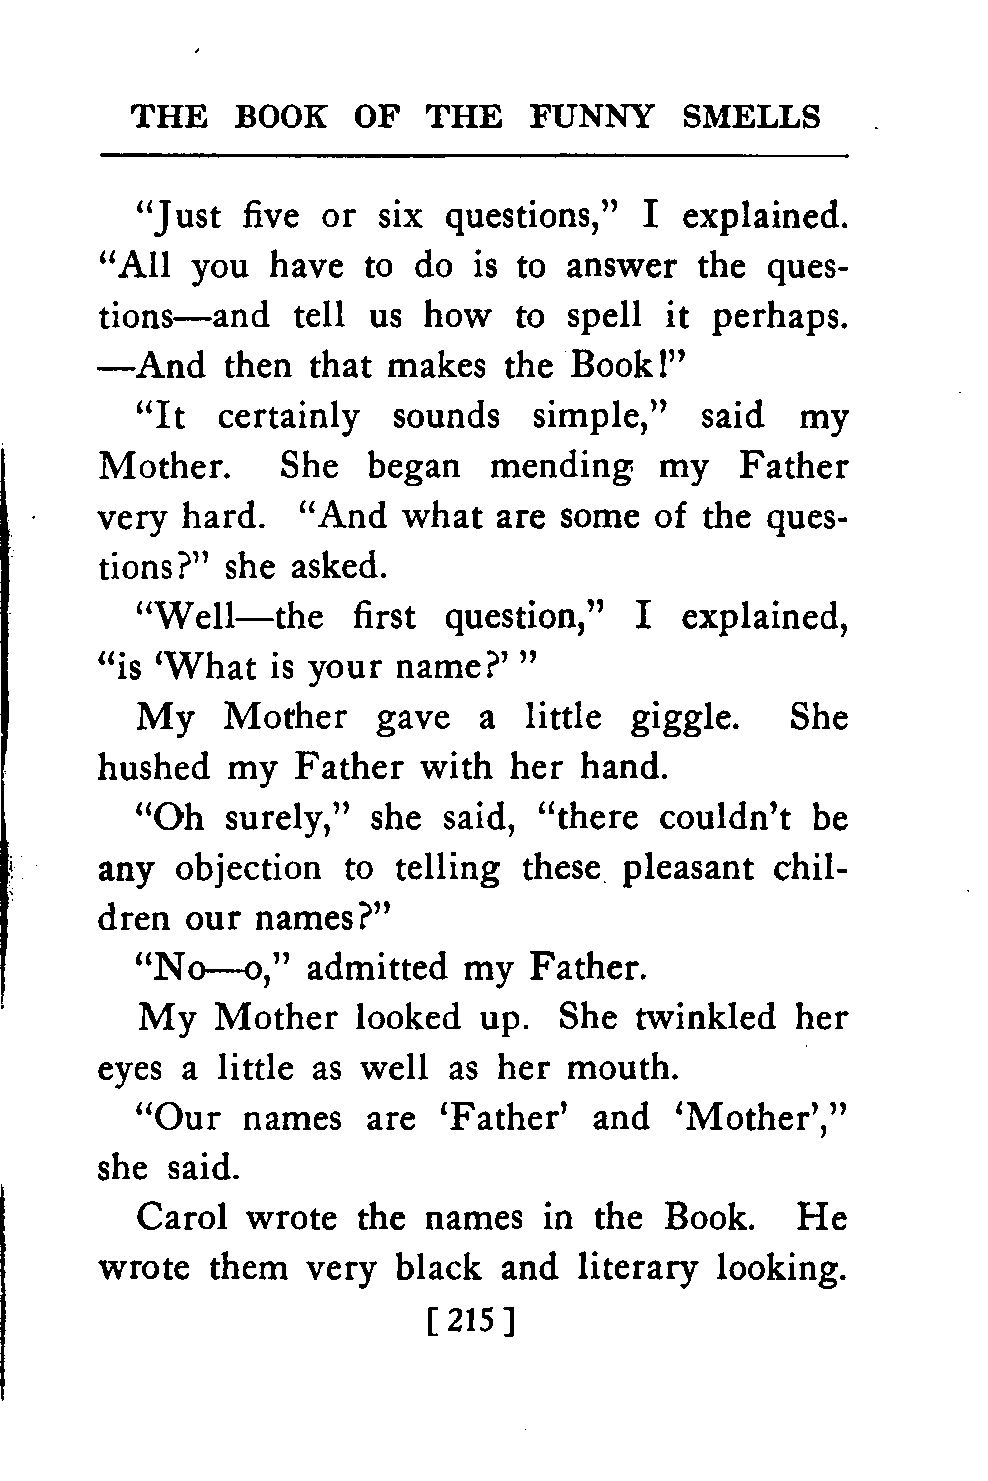 THE BOOK OF THE FUNNY SMELLS
“Just five or six questions,” I explained.
“All you have to do is to answer the ques-
tions—and tell us how to spell it perhaps.
—And then that makes the Book!”
“It certainly sounds simple,” said my
Mother. She began mending my Father
very hard. “And what are some of the ques-
tions?” she asked.
“Well—the first question,” I explained,
“is ‘What is your name?’ ”
My Mother gave a little giggle. She
hushed my Father with her hand.
“Oh surely,” she said, “there couldn’t be
any objection to telling these pleasant chil-
dren our names?”
“No—o,” admitted my Father.
My Mother looked up. She twinkled her
eyes a little as well as her mouth.
“Our names are ‘Father’ and ‘Mother’,”
she said.
Carol wrote the names in the Book. He
wrote them very black and literary looking.
[ 215 ]